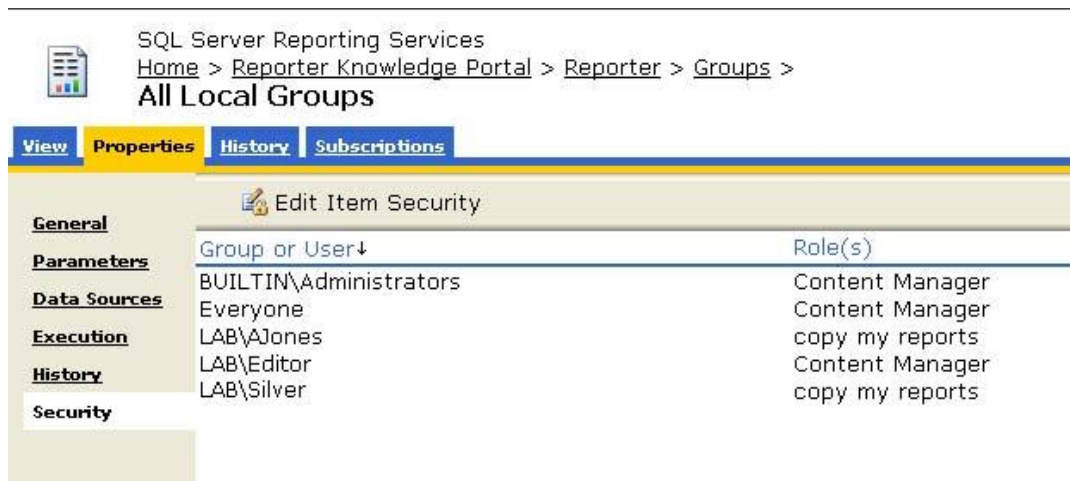 SQL Server Reporting Services
Home > Reporter Knowledge Portal > Reporter > Groups >
All Local Groups
View Properties History Subscriptions
Edit Item Security
General
Parameters
Data Sources
Execution
History
Security
Group or User↓ Role(s)
BUILTIN\Administrators Content Manager
Everyone Content Manager
LAB\AJones copy my reports
LAB\Editor Content Manager
LAB\Silver copy my reports